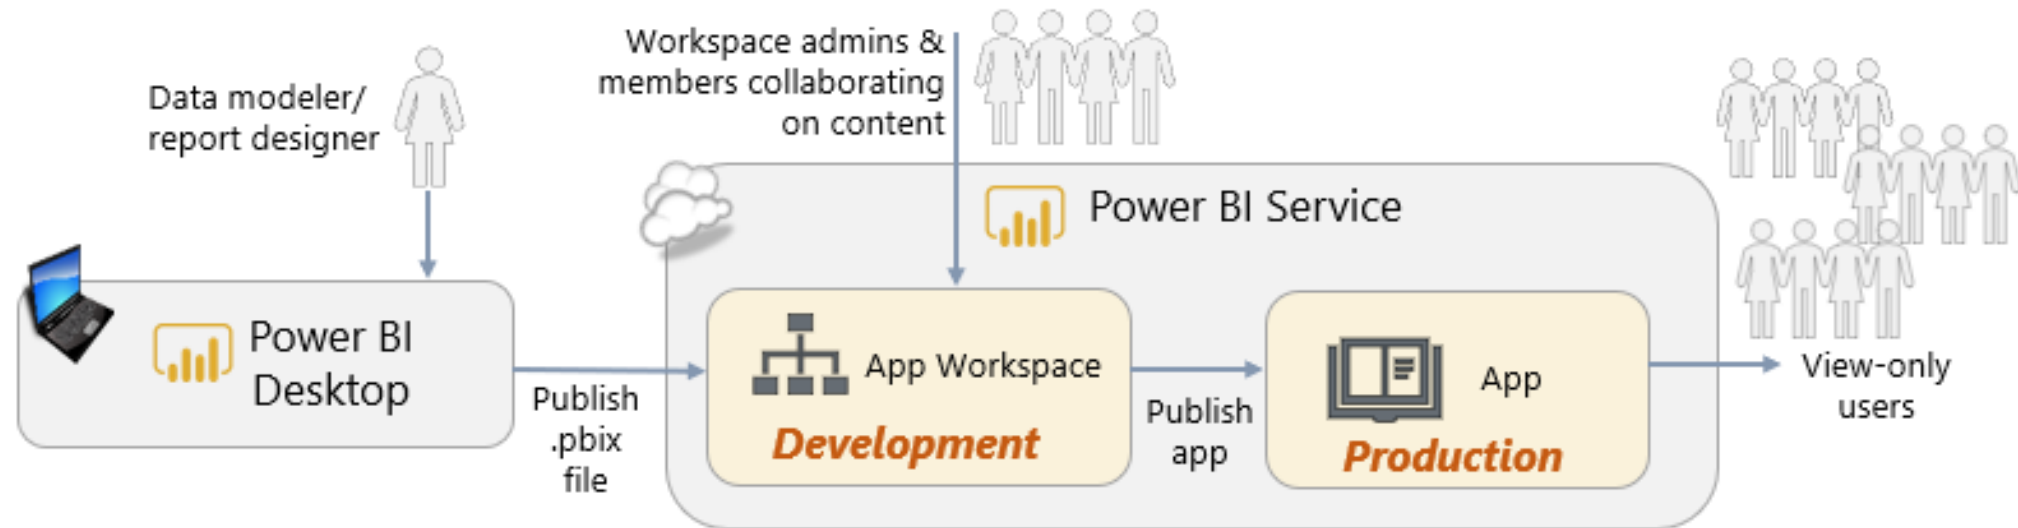 Data modeler/
report designer
Workspace admins &
members collaborating
on content
Power BI Service
Power BI
Desktop
Publish
.pbix
file
App Workspace
Development
Publish
app
App
Production
View-only
users